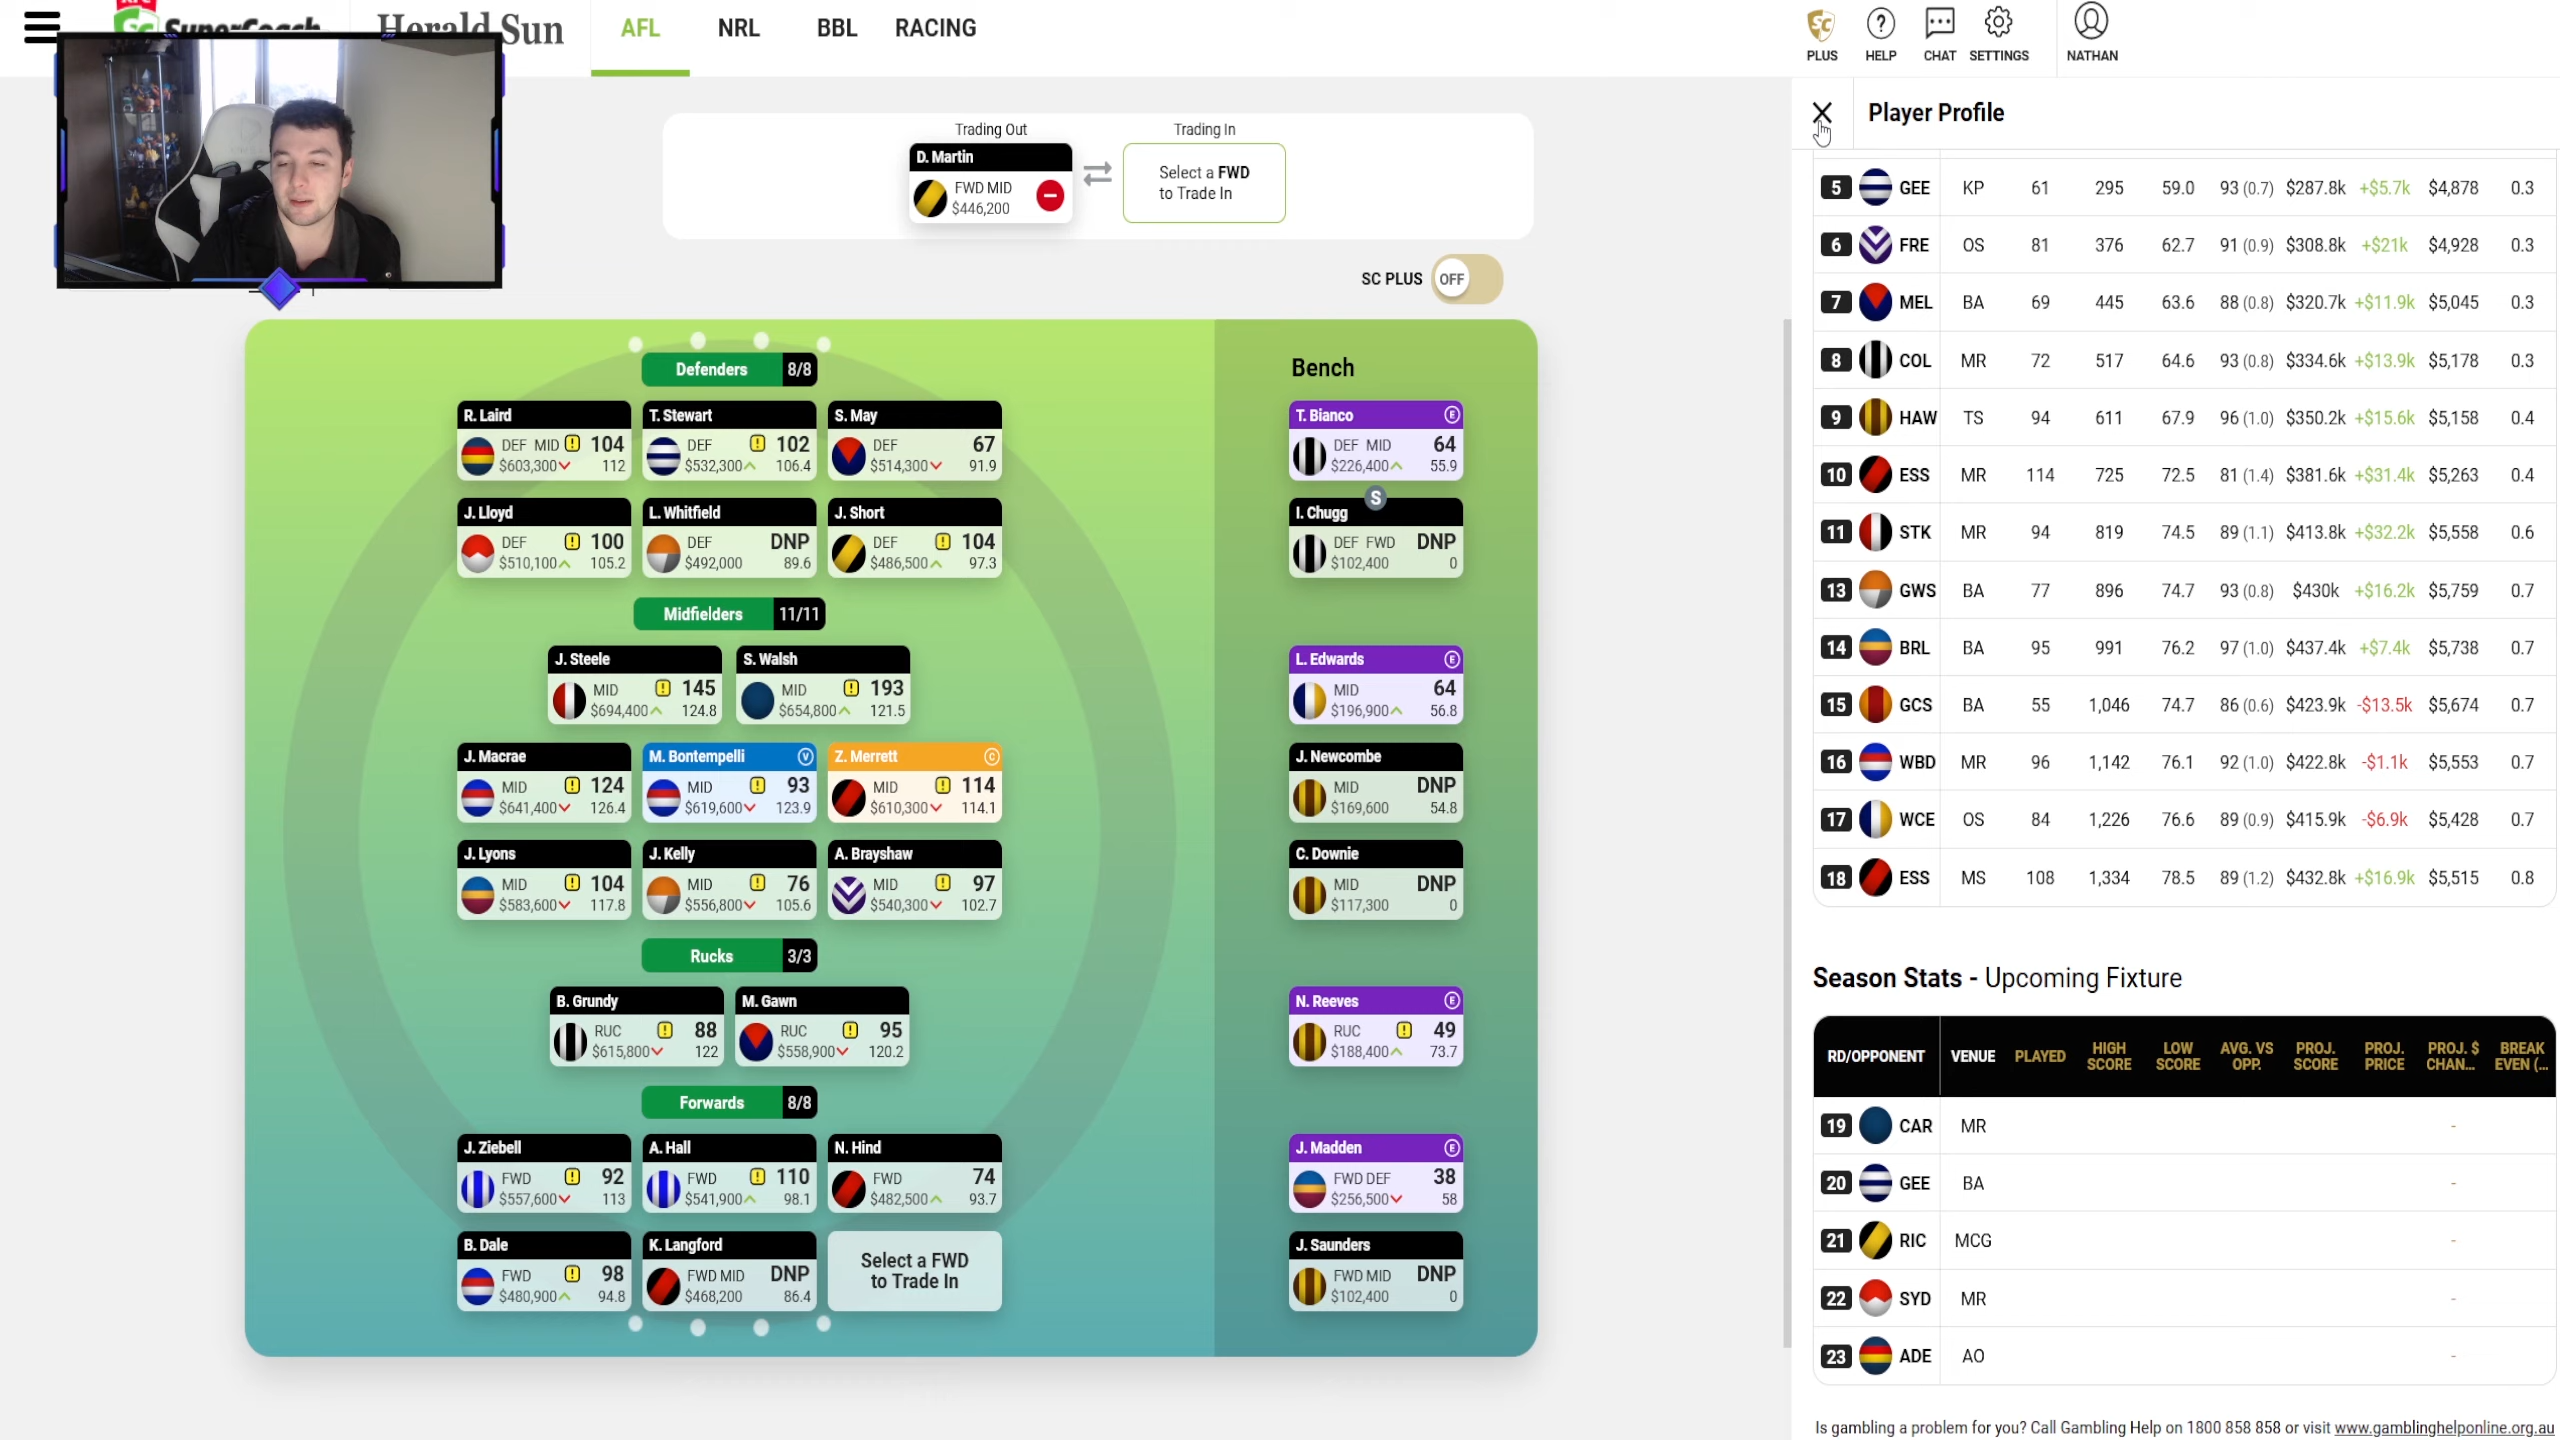 SuperCoach
Herald Sun
AFL
NRL
BBL
RACING
PLUS
HELP
CHAT
SETTINGS
NATHAN
Trading Out
Trading In
D. Martin
FWD MID
$446,200
Select a FWD
to Trade In
SC PLUS OFF
Defenders 8/8
Bench
R. Laird
DEF MID 104
$603,300 112
T. Stewart
DEF 102
$532,300 106.4
S. May
DEF 67
$514,300 91.9
T. Bianco E
DEF MID 64
$226,400 55.9
S
J. Lloyd
DEF 100
$510,100 105.2
L. Whitfield
DEF DNP
$492,000 89.6
J. Short
DEF 104
$486,500 97.3
I. Chugg
DEF FWD DNP
$102,400 0
Midfielders 11/11
J. Steele
MID 145
$694,400 124.8
S. Walsh
MID 193
$654,800 121.5
L. Edwards E
MID 64
$196,900 56.8
J. Macrae
MID 124
$641,400 126.4
M. Bontempelli V
MID 93
$619,600 123.9
Z. Merrett C
MID 114
$610,300 114.1
J. Newcombe
MID DNP
$169,600 54.8
J. Lyons
MID 104
$583,600 117.8
J. Kelly
MID 76
$556,800 105.6
A. Brayshaw
MID 97
$540,300 102.7
C. Downie
MID DNP
$117,300 0
Rucks 3/3
B. Grundy
RUC 88
$615,800 122
M. Gawn
RUC 95
$558,900 120.2
N. Reeves E
RUC 49
$188,400 73.7
Forwards 8/8
J. Ziebell
FWD 92
$557,600 113
A. Hall
FWD 110
$541,900 98.1
N. Hind
FWD 74
$482,500 93.7
J. Madden E
FWD DEF 38
$256,500 58
B. Dale
FWD 98
$480,900 94.8
K. Langford
FWD MID DNP
$468,200 86.4
Select a FWD
to Trade In
J. Saunders
FWD MID DNP
$102,400 0
Player Profile
5 GEE KP 61 295 59.0 93 (0.7) $287.8k +$5.7k $4,878 0.3
6 FRE OS 81 376 62.7 91 (0.9) $308.8k +$21k $4,928 0.3
7 MEL BA 69 445 63.6 88 (0.8) $320.7k +$11.9k $5,045 0.3
8 COL MR 72 517 64.6 93 (0.8) $334.6k +$13.9k $5,178 0.3
9 HAW TS 94 611 67.9 96 (1.0) $350.2k +$15.6k $5,158 0.4
10 ESS MR 114 725 72.5 81 (1.4) $381.6k +$31.4k $5,263 0.4
11 STK MR 94 819 74.5 89 (1.1) $413.8k +$32.2k $5,558 0.6
13 GWS BA 77 896 74.7 93 (0.8) $430k +$16.2k $5,759 0.7
14 BRL BA 95 991 76.2 97 (1.0) $437.4k +$7.4k $5,738 0.7
15 GCS BA 55 1,046 74.7 86 (0.6) $423.9k -$13.5k $5,674 0.7
16 WBD MR 96 1,142 76.1 92 (1.0) $422.8k -$1.1k $5,553 0.7
17 WCE OS 84 1,226 76.6 89 (0.9) $415.9k -$6.9k $5,428 0.7
18 ESS MS 108 1,334 78.5 89 (1.2) $432.8k +$16.9k $5,515 0.8
Season Stats - Upcoming Fixture
RD/OPPONENT VENUE PLAYED HIGH SCORE LOW SCORE AVG. VS OPP. PROJ. SCORE PROJ. PRICE PROJ. $ CHAN... BREAK EVEN (...
19 CAR MR -
20 GEE BA -
21 RIC MCG -
22 SYD MR -
23 ADE AO -
Is gambling a problem for you? Call Gambling Help on 1800 858 858 or visit www.gamblinghelponline.org.au